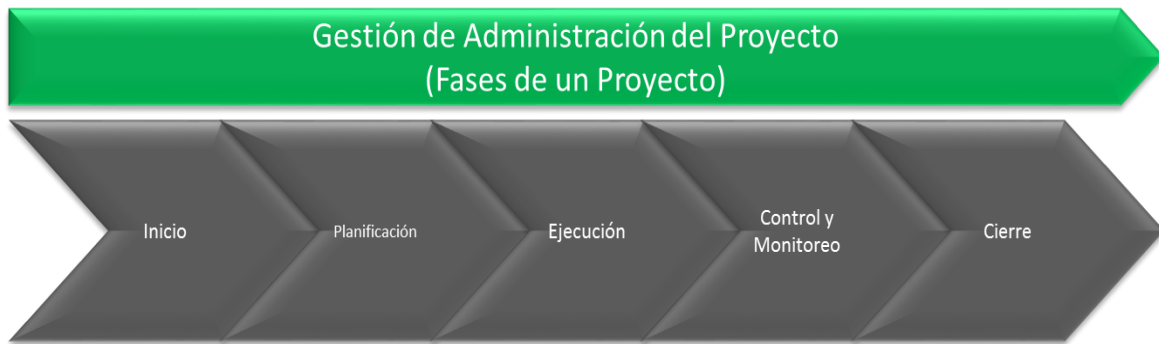 Gestión de Administración del Proyecto
(Fases de un Proyecto)
Inicio
Planificación
Ejecución
Control y
Monitoreo
Cierre